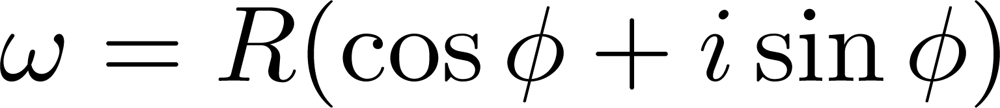 ω = R(cos ϕ + i sin ϕ)